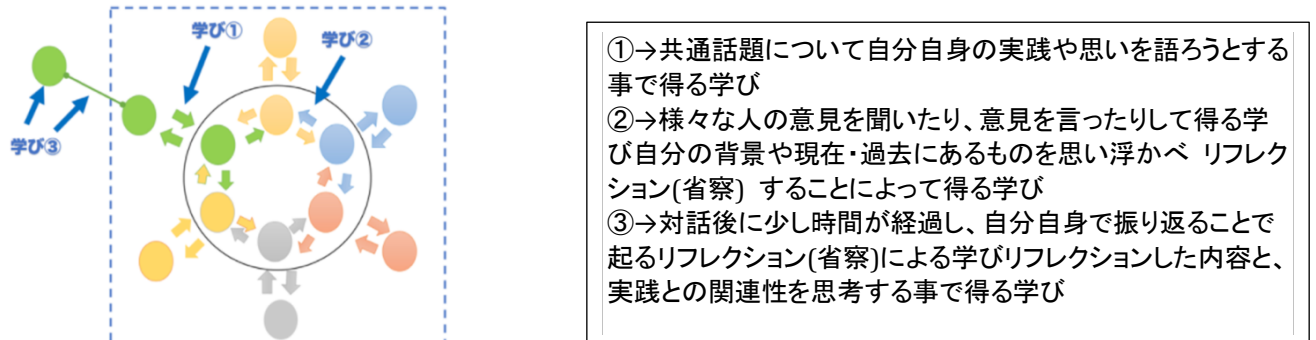 学び①
学び②
学び③
①→共通話題について自分自身の実践や思いを語ろうとする
事で得る学び
②→様々な人の意見を聞いたり、意見を言ったりして得る学
び自分の背景や現在・過去にあるものを思い浮かべ リフレク
ション(省察) することによって得る学び
③→対話後に少し時間が経過し、自分自身で振り返ることで
起るリフレクション(省察)による学びリフレクションした内容と、
実践との関連性を思考する事で得る学び